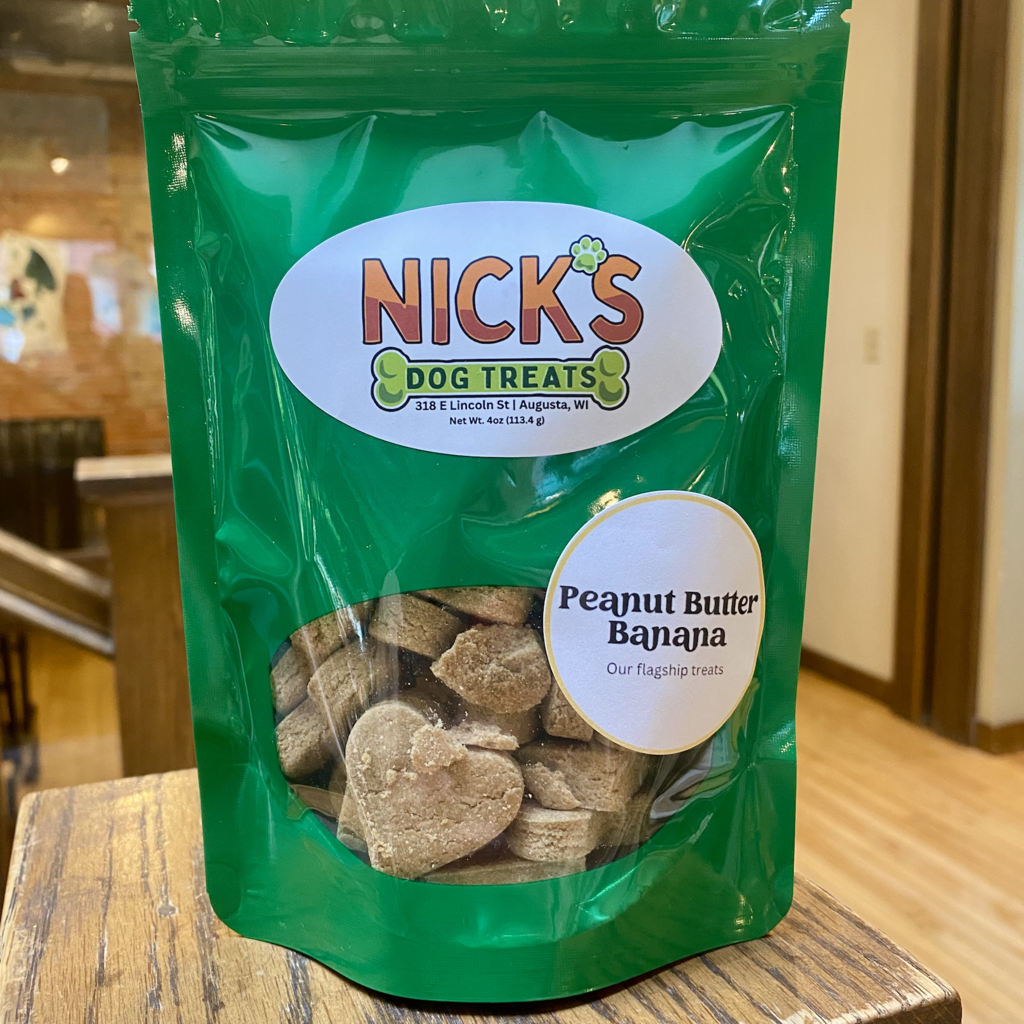 NICK'S
DOG TREATS
318 E Lincoln St | Augusta, WI
Net Wt. 4oz (113.4 g)
Peanut Butter
Banana
Our flagship treats